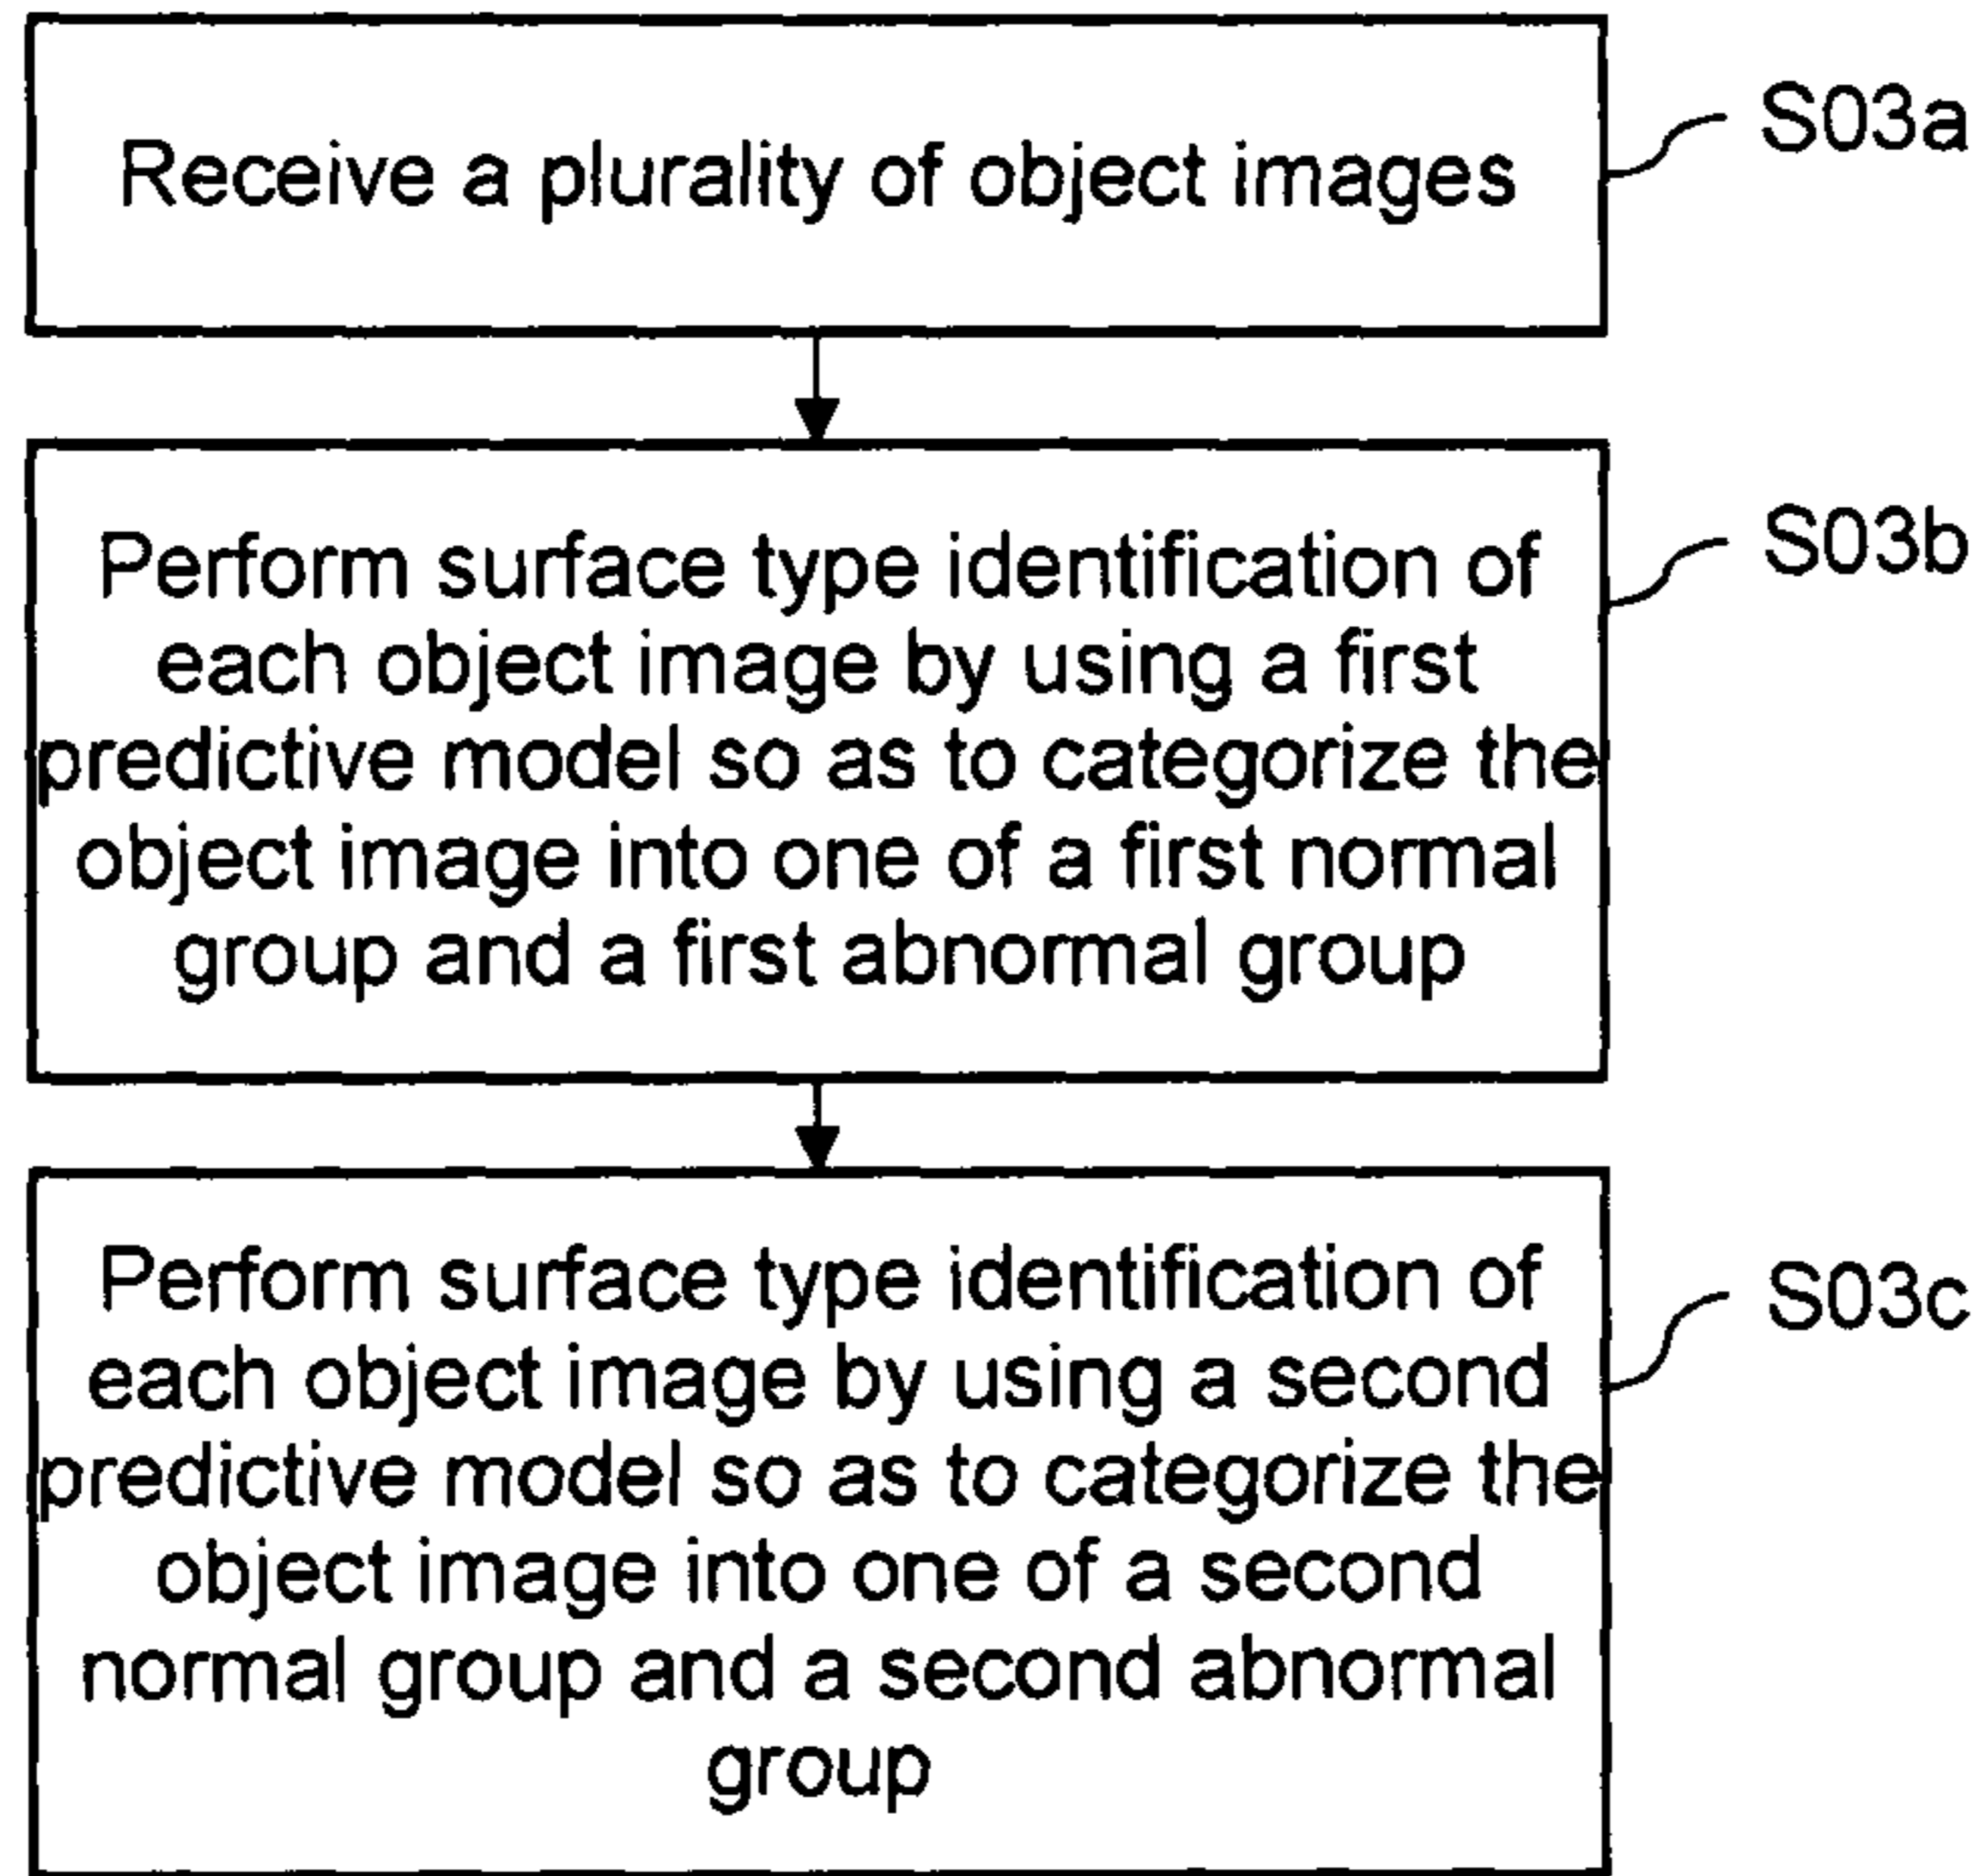 Receive a plurality of object images
S03a
Perform surface type identification of
each object image by using a first
predictive model so as to categorize the
object image into one of a first normal
group and a first abnormal group
S03b
Perform surface type identification of
each object image by using a second
predictive model so as to categorize the
object image into one of a second
normal group and a second abnormal
group
S03c